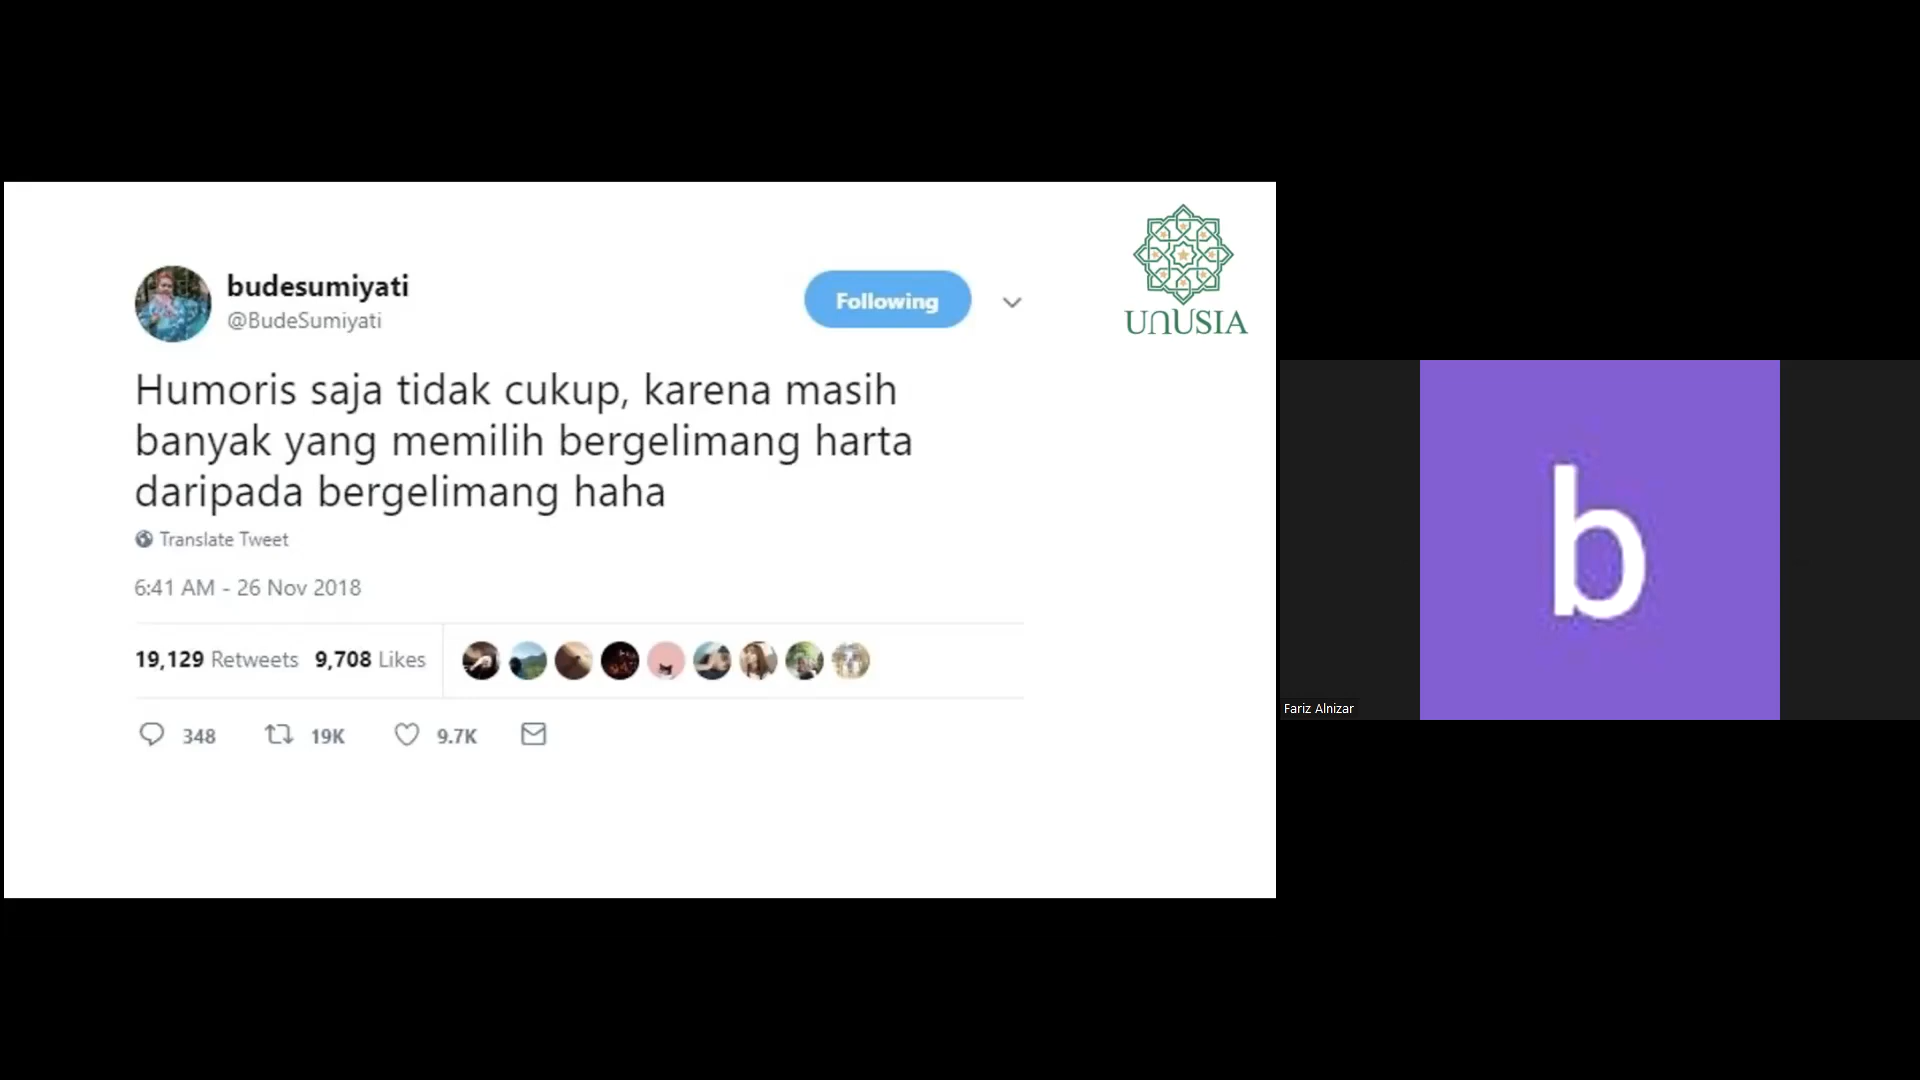 budesumiyati
@BudeSumiyati
Following
UNUSIA
Humoris saja tidak cukup, karena masih
banyak yang memilih bergelimang harta
daripada bergelimang haha
Translate Tweet
6:41 AM - 26 Nov 2018
19,129 Retweets 9,708 Likes
348 19K 9.7K
b
Fariz Alnizar